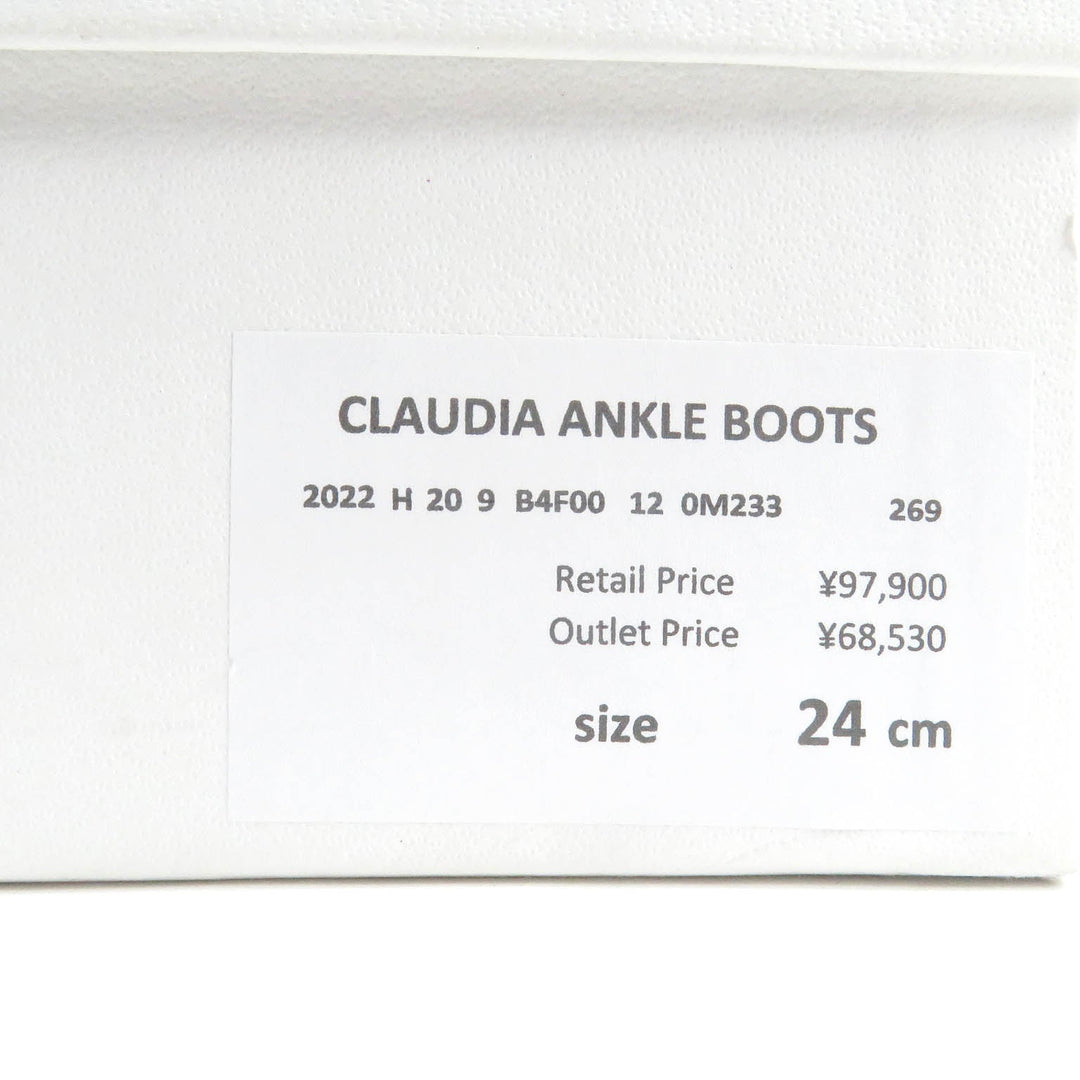 CLAUDIA ANKLE BOOTS
2022 H 20 9 B4F00 12 0M233 269
Retail Price ¥97,900
Outlet Price ¥68,530
size 24 cm